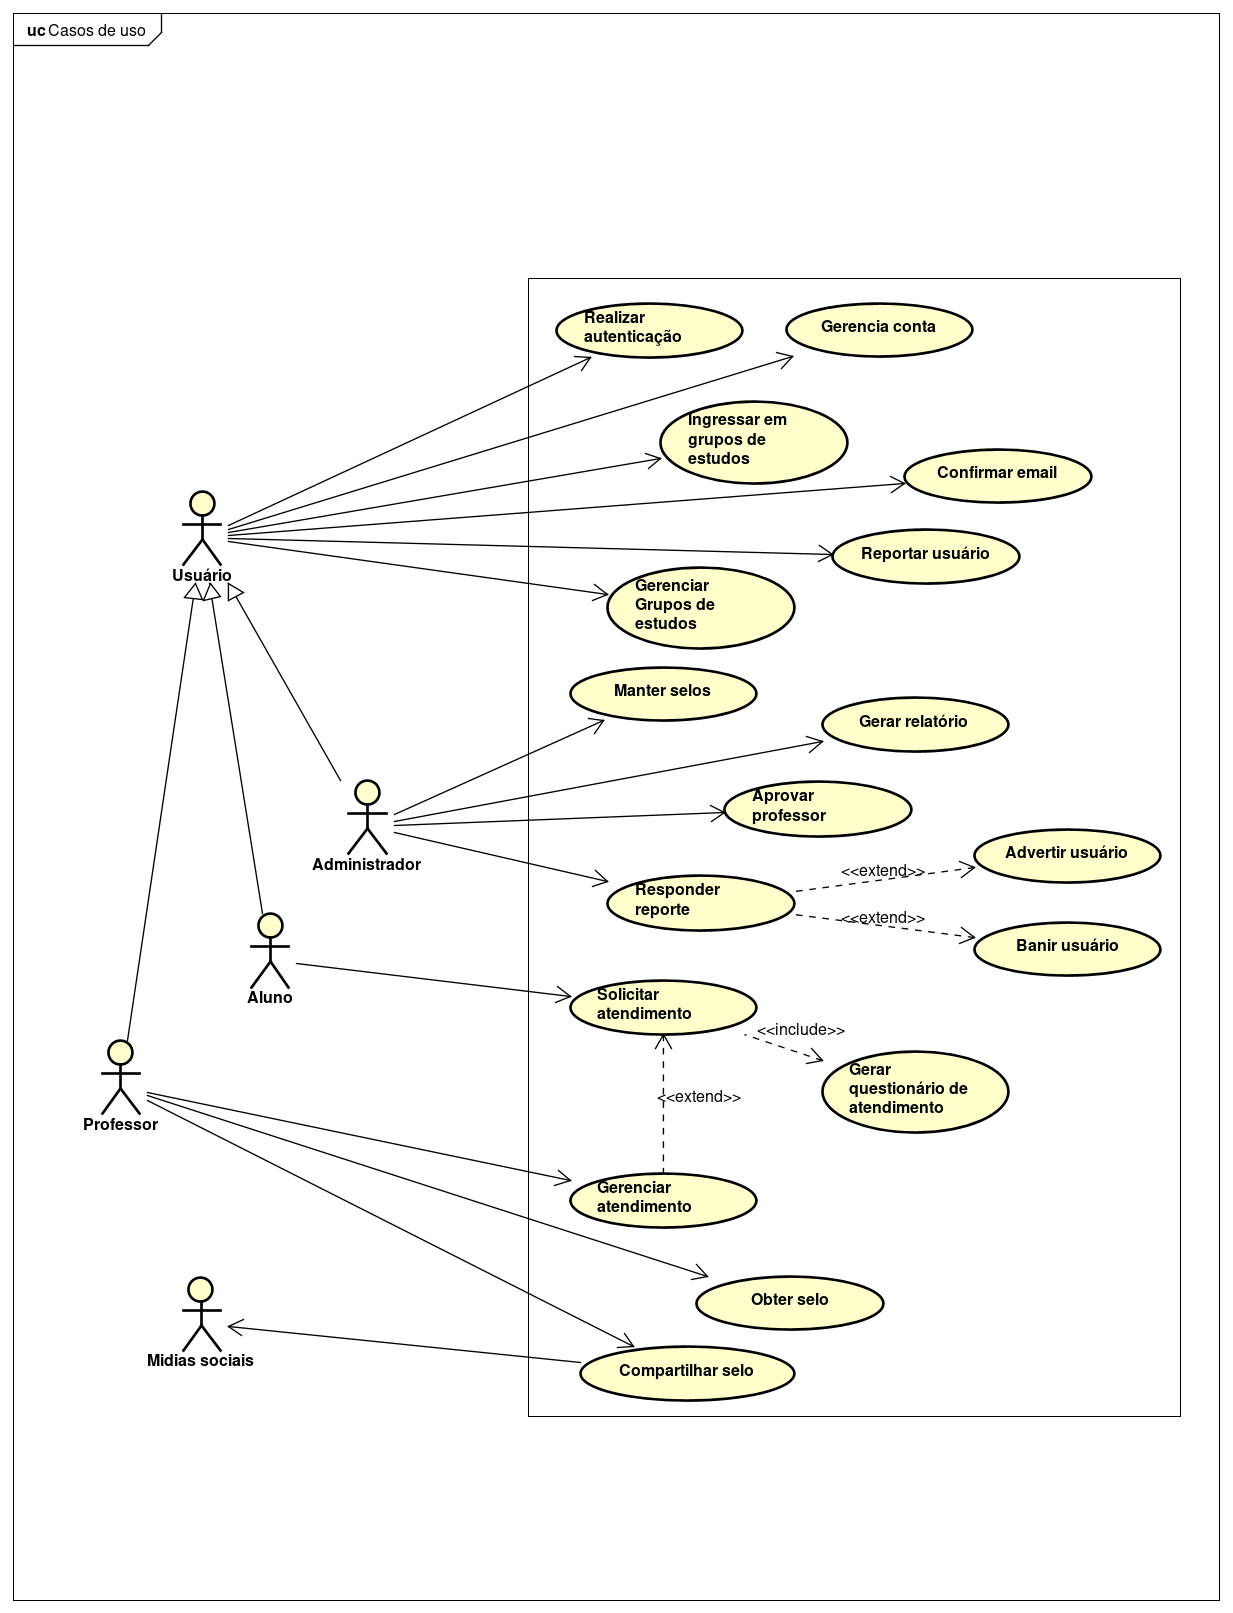 uc Casos de uso
Realizar
autenticação
Gerencia conta
Ingressar em
grupos de
estudos
Confirmar email
Reportar usuário
Usuário
Gerenciar
Grupos de
estudos
Manter selos
Gerar relatório
Aprovar
professor
Administrador
Advertir usuário
<<extend>>
Responder
reporte
<<extend>>
Banir usuário
Aluno
Solicitar
atendimento
<<include>>
Gerar
questionário de
atendimento
<<extend>>
Professor
Gerenciar
atendimento
Obter selo
Midias sociais
Compartilhar selo